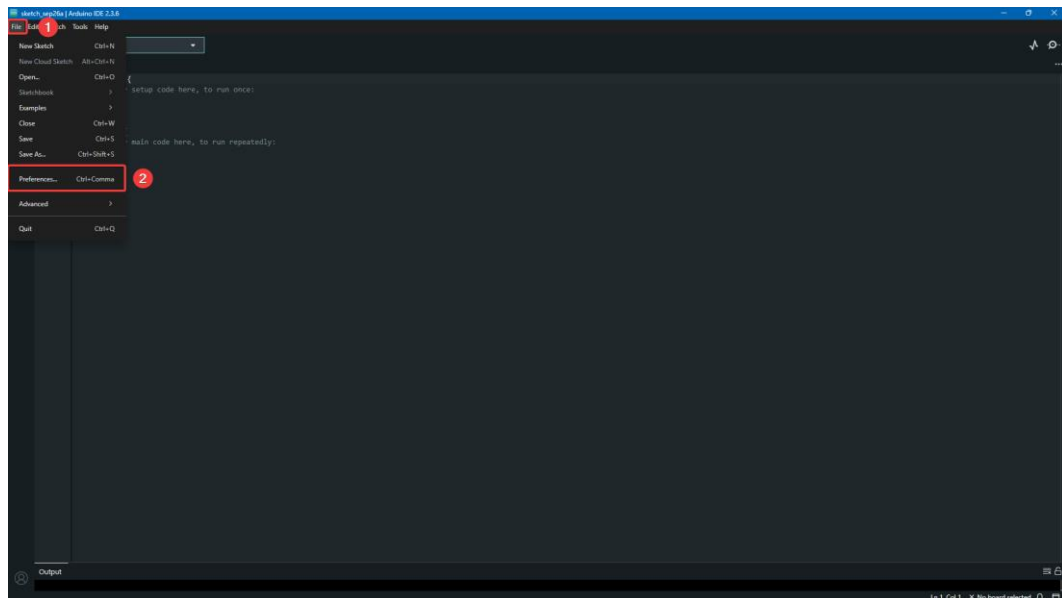 sketch_sep26a | Arduino IDE 2.3.6
File Edit ch Tools Help
1
New Sketch Ctrl+N
New Cloud Sketch Alt+Ctrl+N
Open... Ctrl+O
{
Sketchbook
setup code here, to run once:
Examples
Close Ctrl+W
Save Ctrl+S
main code here, to run repeatedly:
Save As... Ctrl+Shift+S
Preferences... Ctrl+Comma
2
Advanced
Quit Ctrl+Q
Output
Ln 1, Col 1 X No board selected